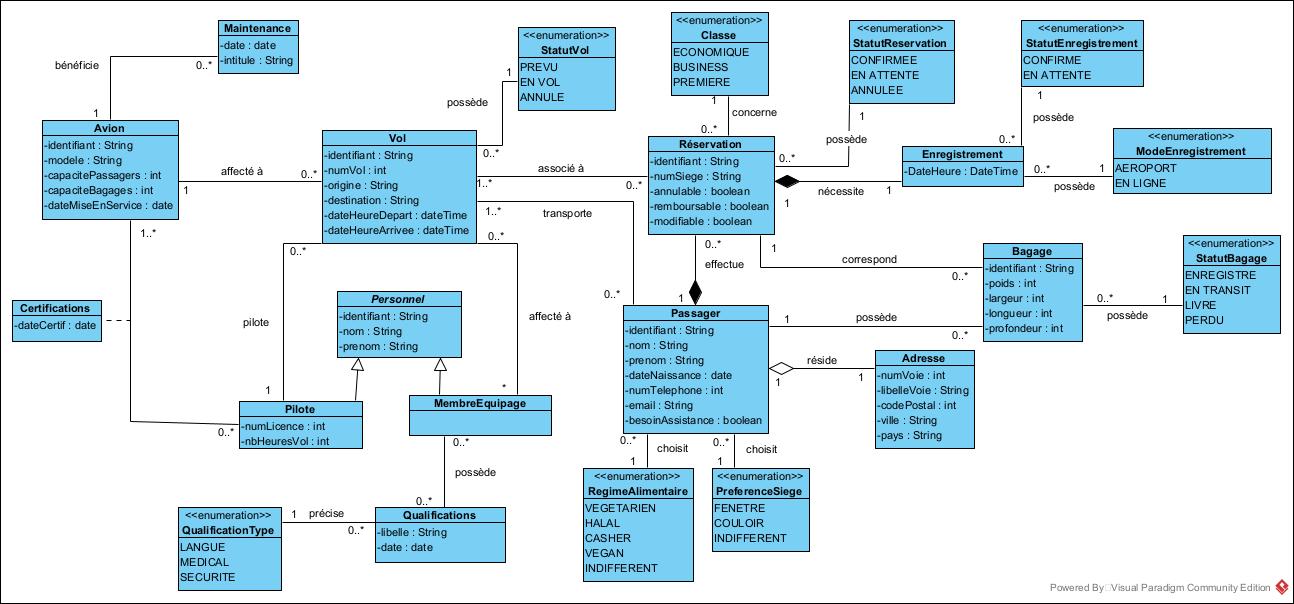 Maintenance
-date : date
-intitule : String
bénéficie
0..*
1
Avion
-identifiant : String
-modele : String
-capacitePassagers : int
-capaciteBagages : int
-dateMiseEnService : date
1
affecté à
0..*
1..*
Certifications
-dateCertif : date
0..*
<<enumeration>>
StatutVol
PREVU
EN VOL
ANNULE
1
possède
0..*
Vol
-identifiant : String
-numVol : int
-origine : String
-destination : String
-dateHeureDepart : dateTime
-dateHeureArrivee : dateTime
associé à
1..*
0..*
1..*
transporte
0..*
0..*
pilote
1
0..*
affecté à
*
Personnel
-identifiant : String
-nom : String
-prenom : String
Pilote
-numLicence : int
-nbHeuresVol : int
MembreEquipage
0..*
possède
0..*
Qualifications
-libelle : String
-date : date
1
précise
0..*
<<enumeration>>
QualificationType
LANGUE
MEDICAL
SECURITE
<<enumeration>>
Classe
ECONOMIQUE
BUSINESS
PREMIERE
1
concerne
0..*
Réservation
-identifiant : String
-numSiege : String
-annulable : boolean
-remboursable : boolean
-modifiable : boolean
<<enumeration>>
StatutReservation
CONFIRMEE
EN ATTENTE
ANNULEE
1
possède
0..*
<<enumeration>>
StatutEnregistrement
CONFIRME
EN ATTENTE
1
possède
0..*
Enregistrement
-DateHeure : DateTime
nécessite
1
1
<<enumeration>>
ModeEnregistrement
AEROPORT
EN LIGNE
0..*
possède
1
0..*
effectue
1
1
correspond
0..*
Bagage
-identifiant : String
-poids : int
-largeur : int
-longueur : int
-profondeur : int
<<enumeration>>
StatutBagage
ENREGISTRE
EN TRANSIT
LIVRE
PERDU
0..*
possède
1
Passager
-identifiant : String
-nom : String
-prenom : String
-dateNaissance : date
-numTelephone : int
-email : String
-besoinAssistance : boolean
1
possède
0..*
réside
1
1
Adresse
-numVoie : int
-libelleVoie : String
-codePostal : int
-ville : String
-pays : String
0..*
choisit
1
0..*
choisit
1
<<enumeration>>
RegimeAlimentaire
VEGETARIEN
HALAL
CASHER
VEGAN
INDIFFERENT
<<enumeration>>
PreferenceSiege
FENETRE
COULOIR
INDIFFERENT
Powered By Visual Paradigm Community Edition